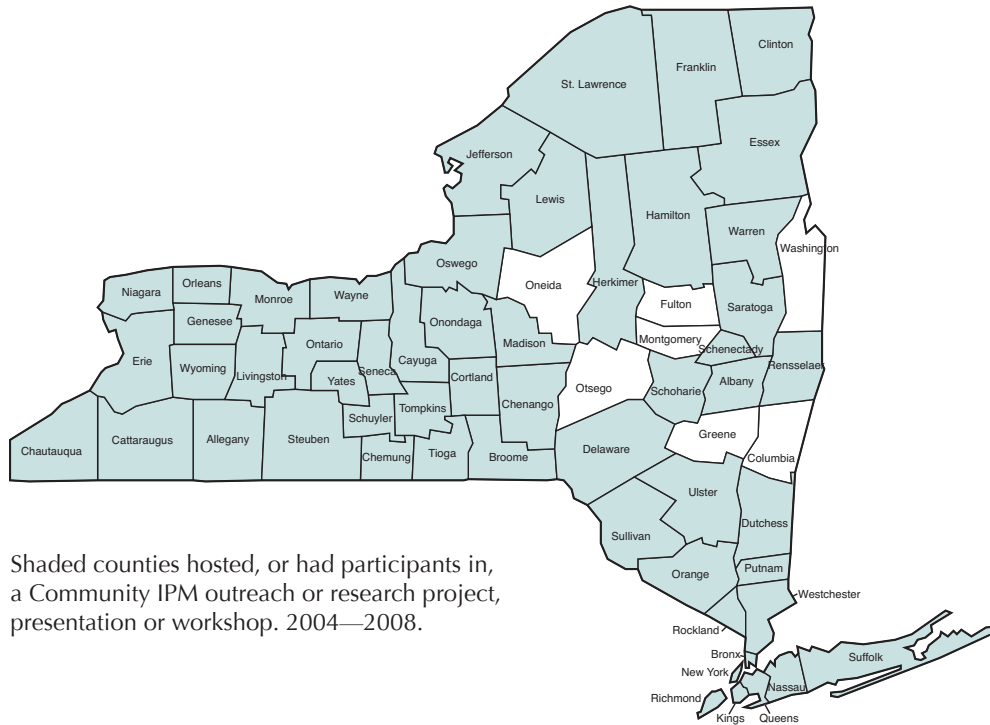 Clinton
Franklin
St. Lawrence
Essex
Jefferson
Lewis
Hamilton
Warren
Washington
Oswego
Oneida
Herkimer
Fulton
Saratoga
Niagara
Orleans
Monroe
Wayne
Genesee
Onondaga
Madison
Montgomery
Schenectady
Ontario
Erie
Wyoming
Livingston
Yates
Seneca
Cayuga
Cortland
Rensselaer
Albany
Schoharie
Otsego
Chenango
Tompkins
Schuyler
Greene
Columbia
Chautauqua
Cattaraugus
Allegany
Steuben
Chemung
Tioga
Broome
Delaware
Ulster
Dutchess
Sullivan
Shaded counties hosted, or had participants in,
a Community IPM outreach or research project,
presentation or workshop. 2004—2008.
Orange
Putnam
Westchester
Rockland
Bronx
New York
Suffolk
Nassau
Richmond
Kings
Queens